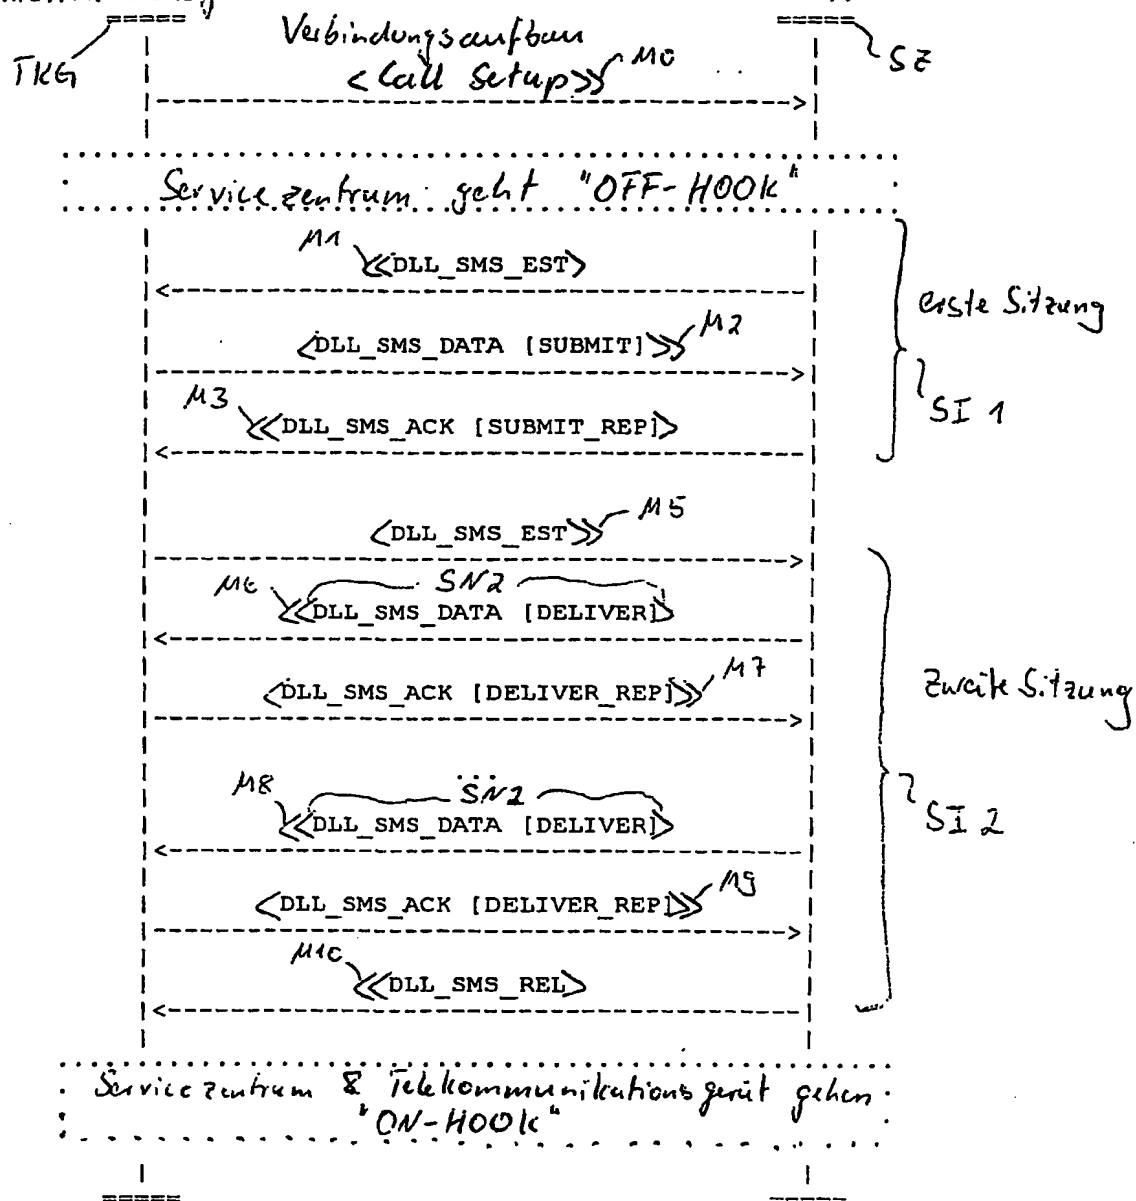 TKG
SZ
Verbindungsaufbau
<Call Setup>> M0
Servicezentrum geht "OFF-HOOK"
M1
<<DLL_SMS_EST>
erste Sitzung
<DLL_SMS_DATA [SUBMIT]>> M2
M3
SI 1
<<DLL_SMS_ACK [SUBMIT_REP]>
<DLL_SMS_EST>> M5
M6 SN2
<<DLL_SMS_DATA [DELIVER]>
<DLL_SMS_ACK [DELIVER_REP]>> M7
zweite Sitzung
M8 SN2
<<DLL_SMS_DATA [DELIVER]>
SI 2
<DLL_SMS_ACK [DELIVER_REP]>> M9
M10
<<DLL_SMS_REL>
Servicezentrum & Telekommunikationsgerät gehen
"ON-HOOK"